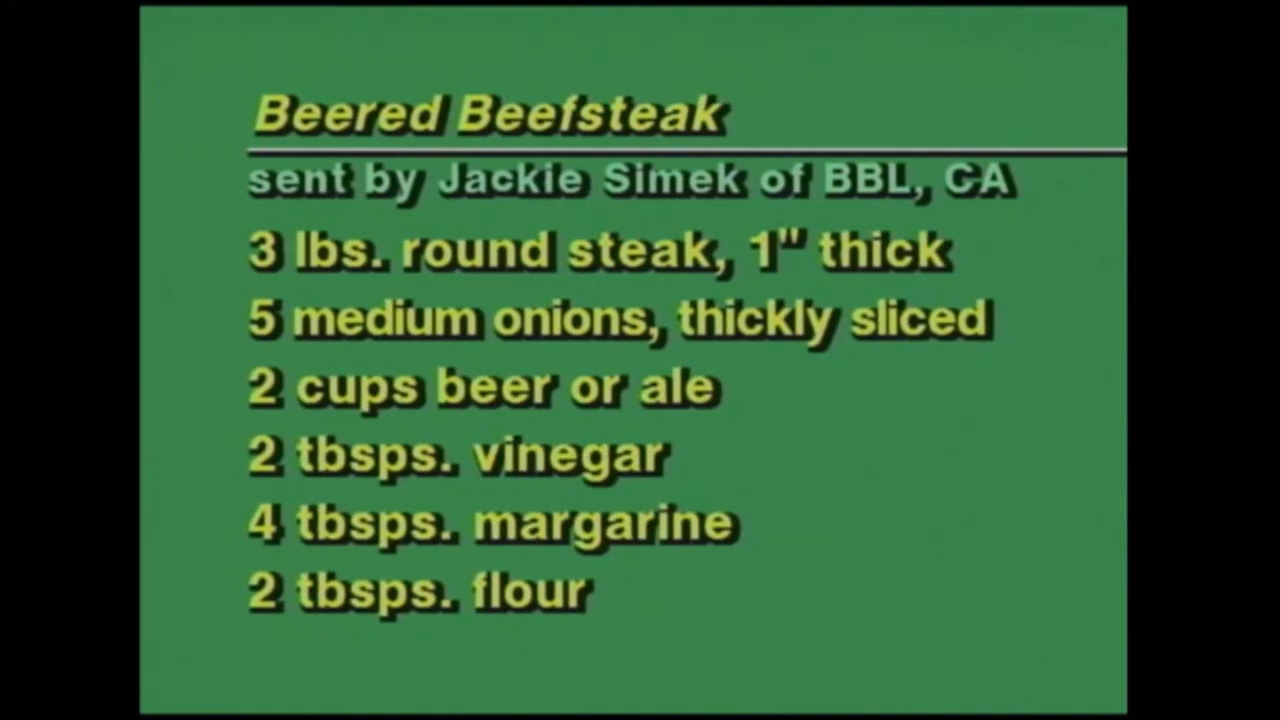 Beered Beefsteak
sent by Jackie Simek of BBL, CA
3 lbs. round steak, 1" thick
5 medium onions, thickly sliced
2 cups beer or ale
2 tbsps. vinegar
4 tbsps. margarine
2 tbsps. flour